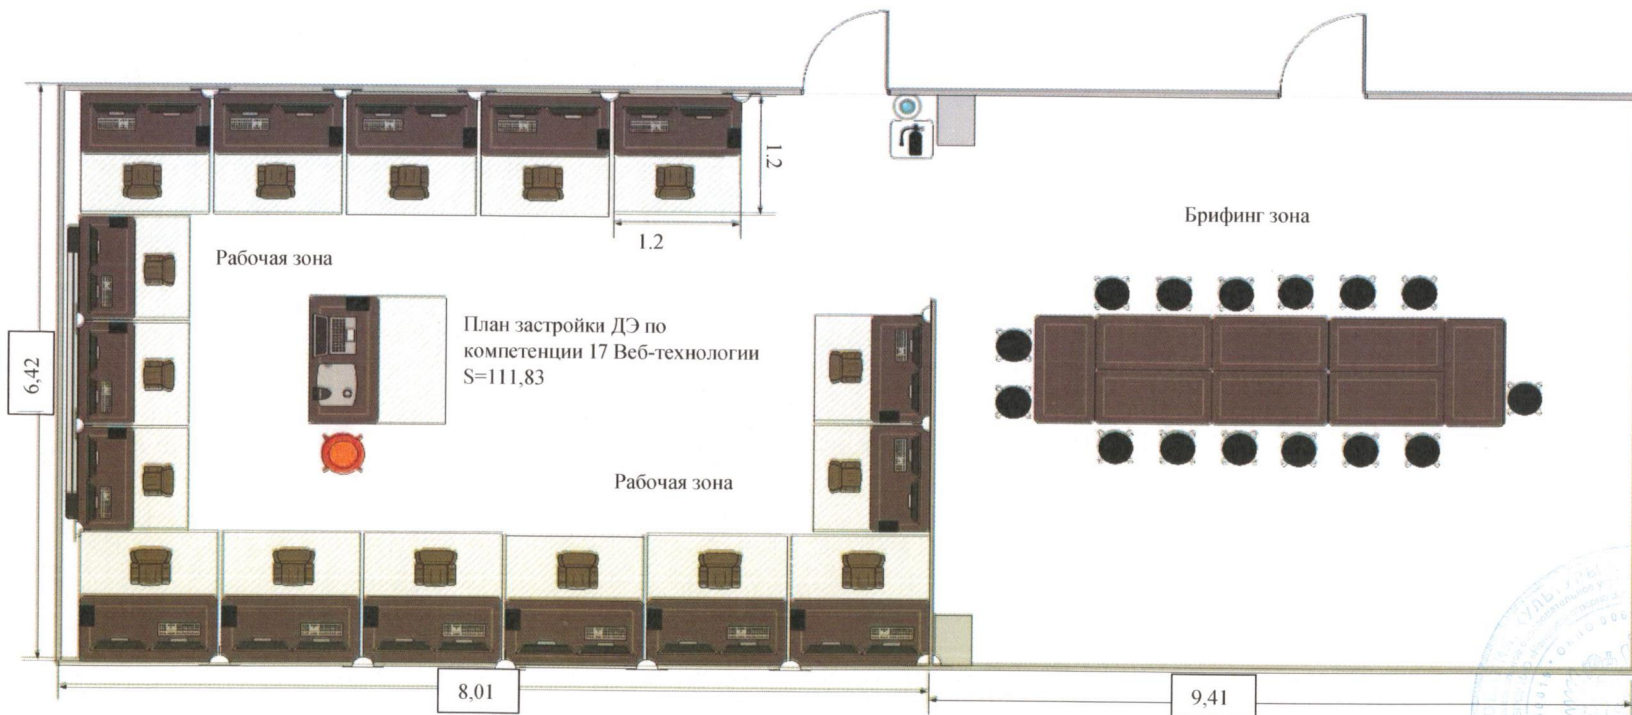 1.2
1.2
Брифинг зона
Рабочая зона
План застройки ДЭ по
компетенции 17 Веб-технологии
S=111,83
6,42
Рабочая зона
8,01
9,41